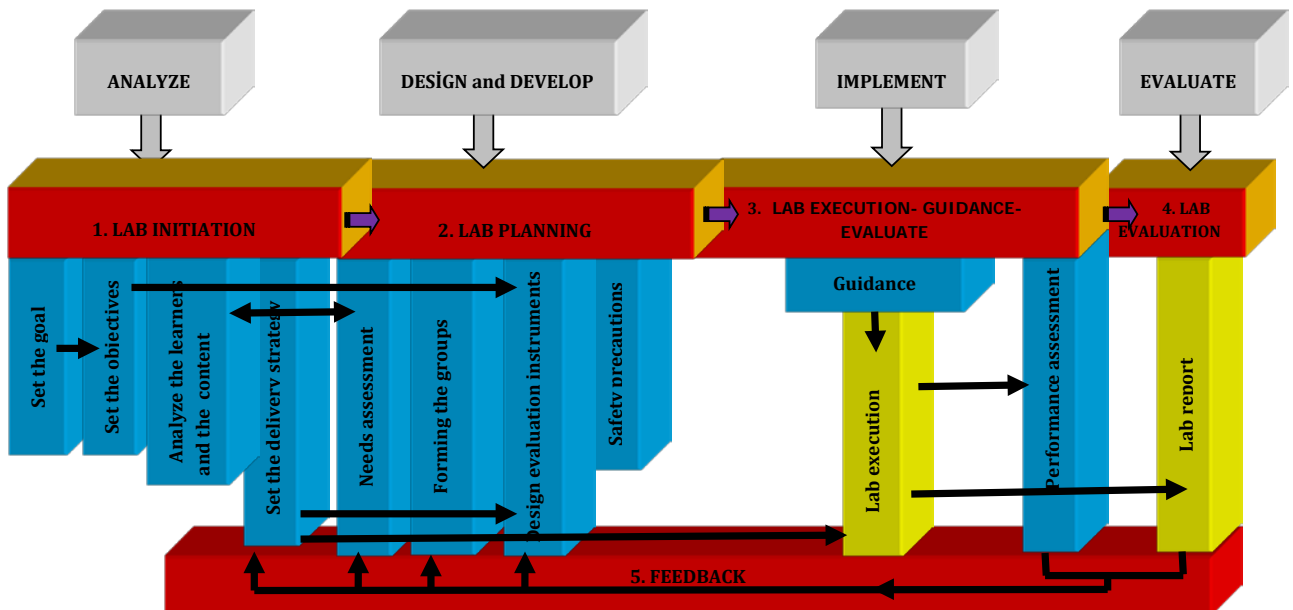 ANALYZE
DESİGN and DEVELOP
IMPLEMENT
EVALUATE
1. LAB INITIATION
2. LAB PLANNING
3. LAB EXECUTION- GUIDANCE-
EVALUATE
4. LAB
EVALUATION
Set the goal
Set the objectives
Analyze the learners
and the content
Set the delivery strategy
Needs assessment
Forming the groups
Design evaluation instruments
Safety precautions
Guidance
Lab execution
Performance assessment
Lab report
5. FEEDBACK